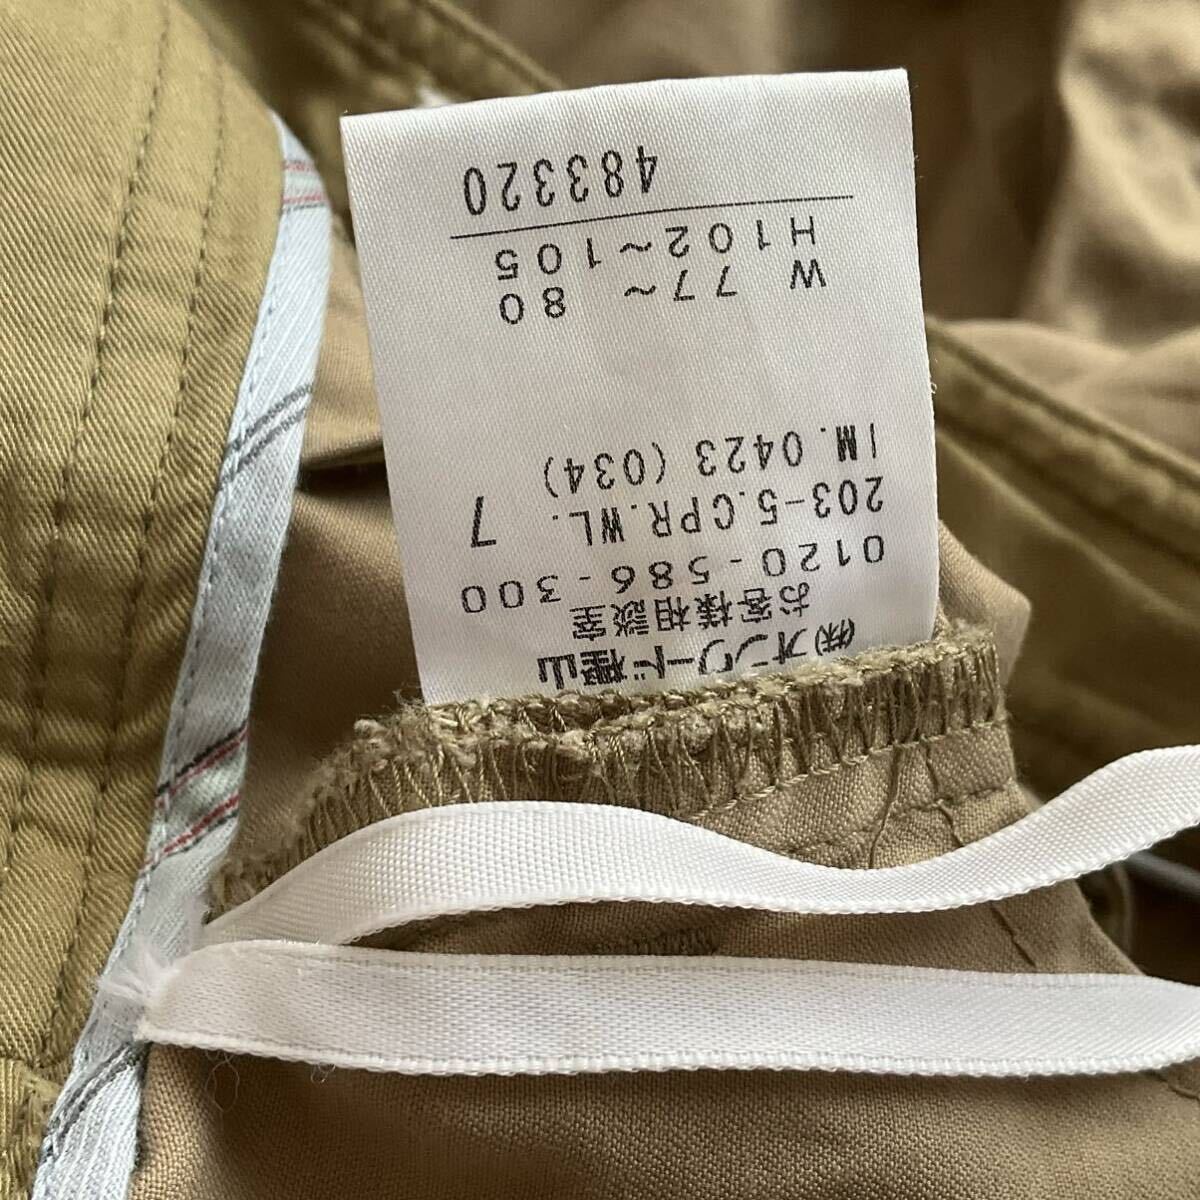 ㈱オンワード樫山
お客様相談室
0120-586-300
203-5.CPR.WL. 7
IM.0423 (034)
W 77~ 80
H102~105
483320